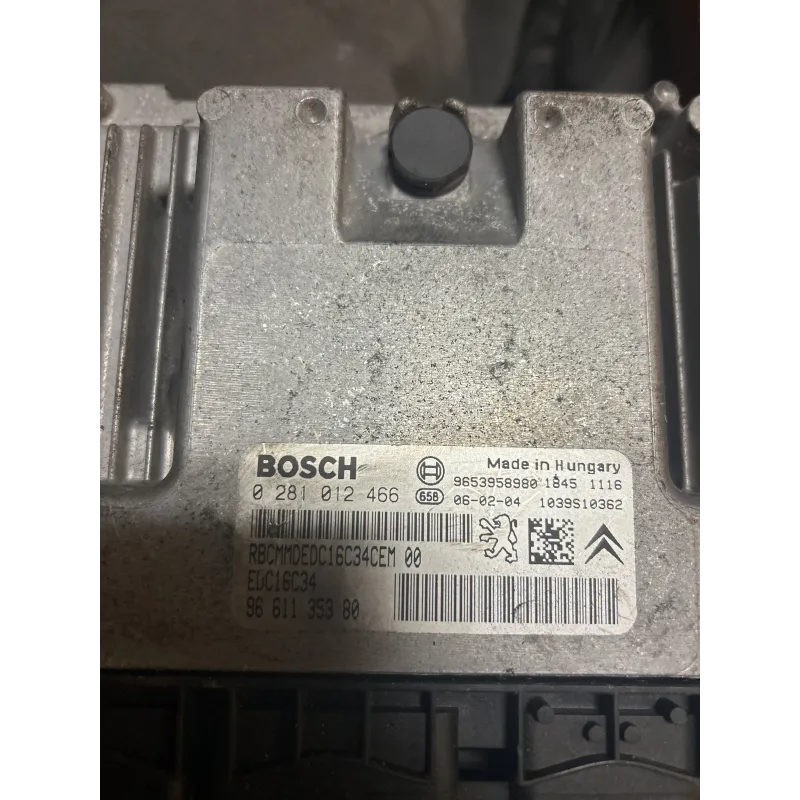 BOSCH
Made in Hungary
9653958980 1845 1116
0 281 012 466
658 06-02-04 1039S10362
RBCMMDEDC16C34CEM 00
EDC16C34
96 611 353 80